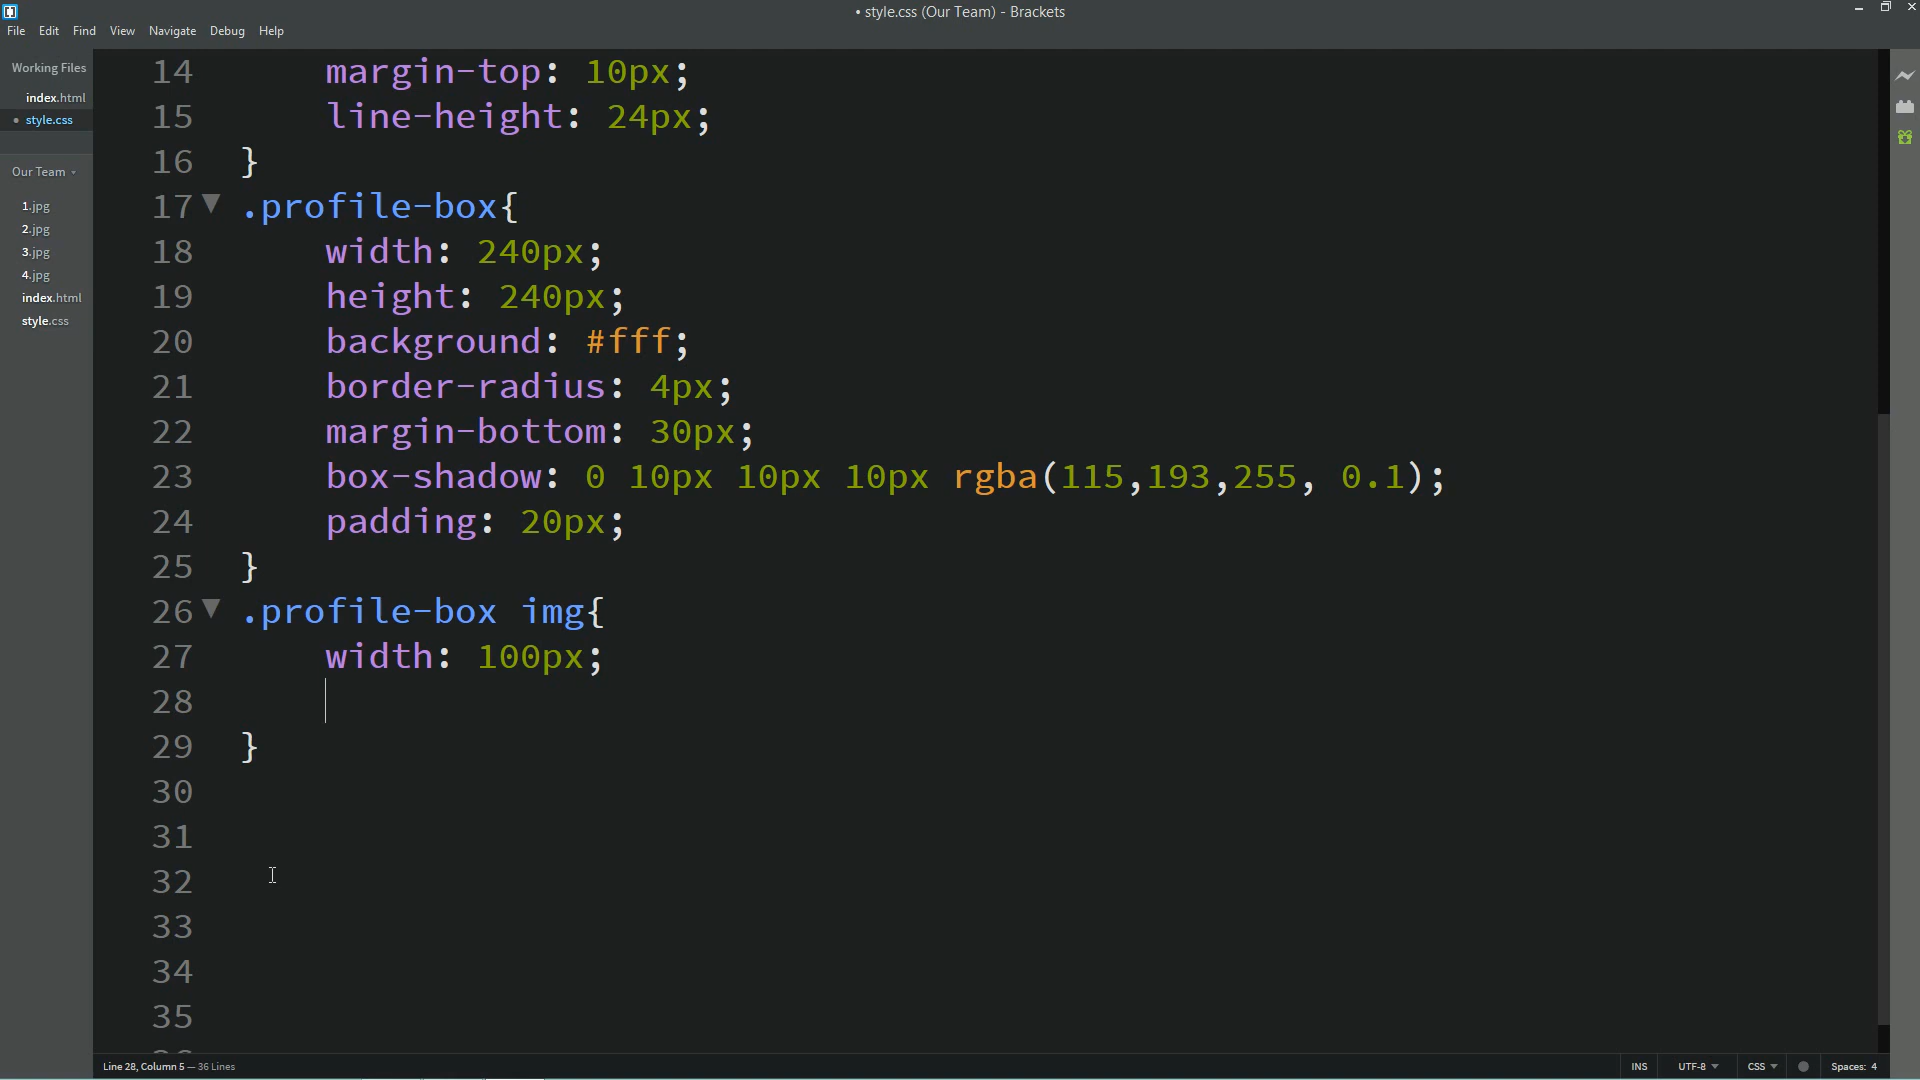 • style.css (Our Team) - Brackets
File Edit Find View Navigate Debug Help
Working Files
index.html
• style.css
Our Team
1.jpg
2.jpg
3.jpg
4.jpg
index.html
style.css
14 margin-top: 10px;
15 line-height: 24px;
16 }
17 .profile-box{
18 width: 240px;
19 height: 240px;
20 background: #fff;
21 border-radius: 4px;
22 margin-bottom: 30px;
23 box-shadow: 0 10px 10px 10px rgba(115,193,255, 0.1);
24 padding: 20px;
25 }
26 .profile-box img{
27 width: 100px;
28
29 }
30
31
32
33
34
35
Line 28, Column 5 — 36 Lines
INS UTF-8 CSS Spaces: 4